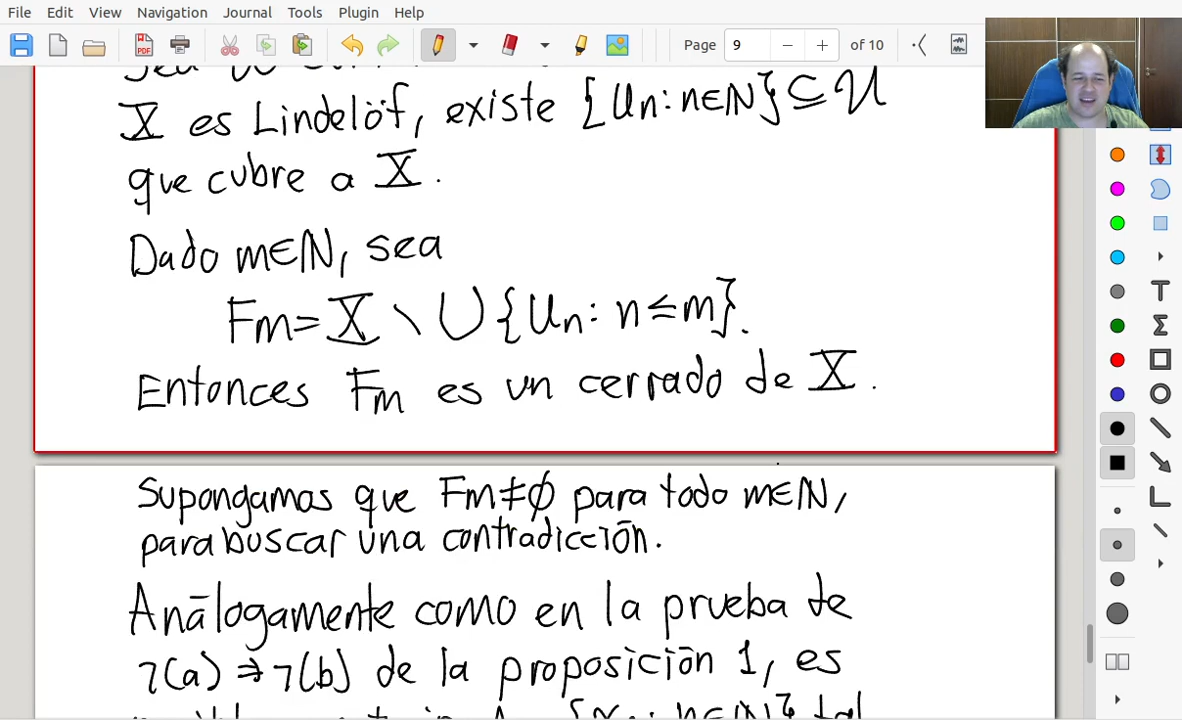 File Edit View Navigation Journal Tools Plugin Help
Page 9 of 10
X es Lindelöf, existe {Un: n∈N} ⊆ U
que cubre a X.
Dado m∈N, sea
Fm = X \ ∪ {Un: n ≤ m}.
Entonces Fm es un cerrado de X.
Supongamos que Fm ≠ ∅ para todo m∈N,
para buscar una contradicción.
Análogamente como en la prueba de
¬(a) ⇒ ¬(b) de la proposición 1, es